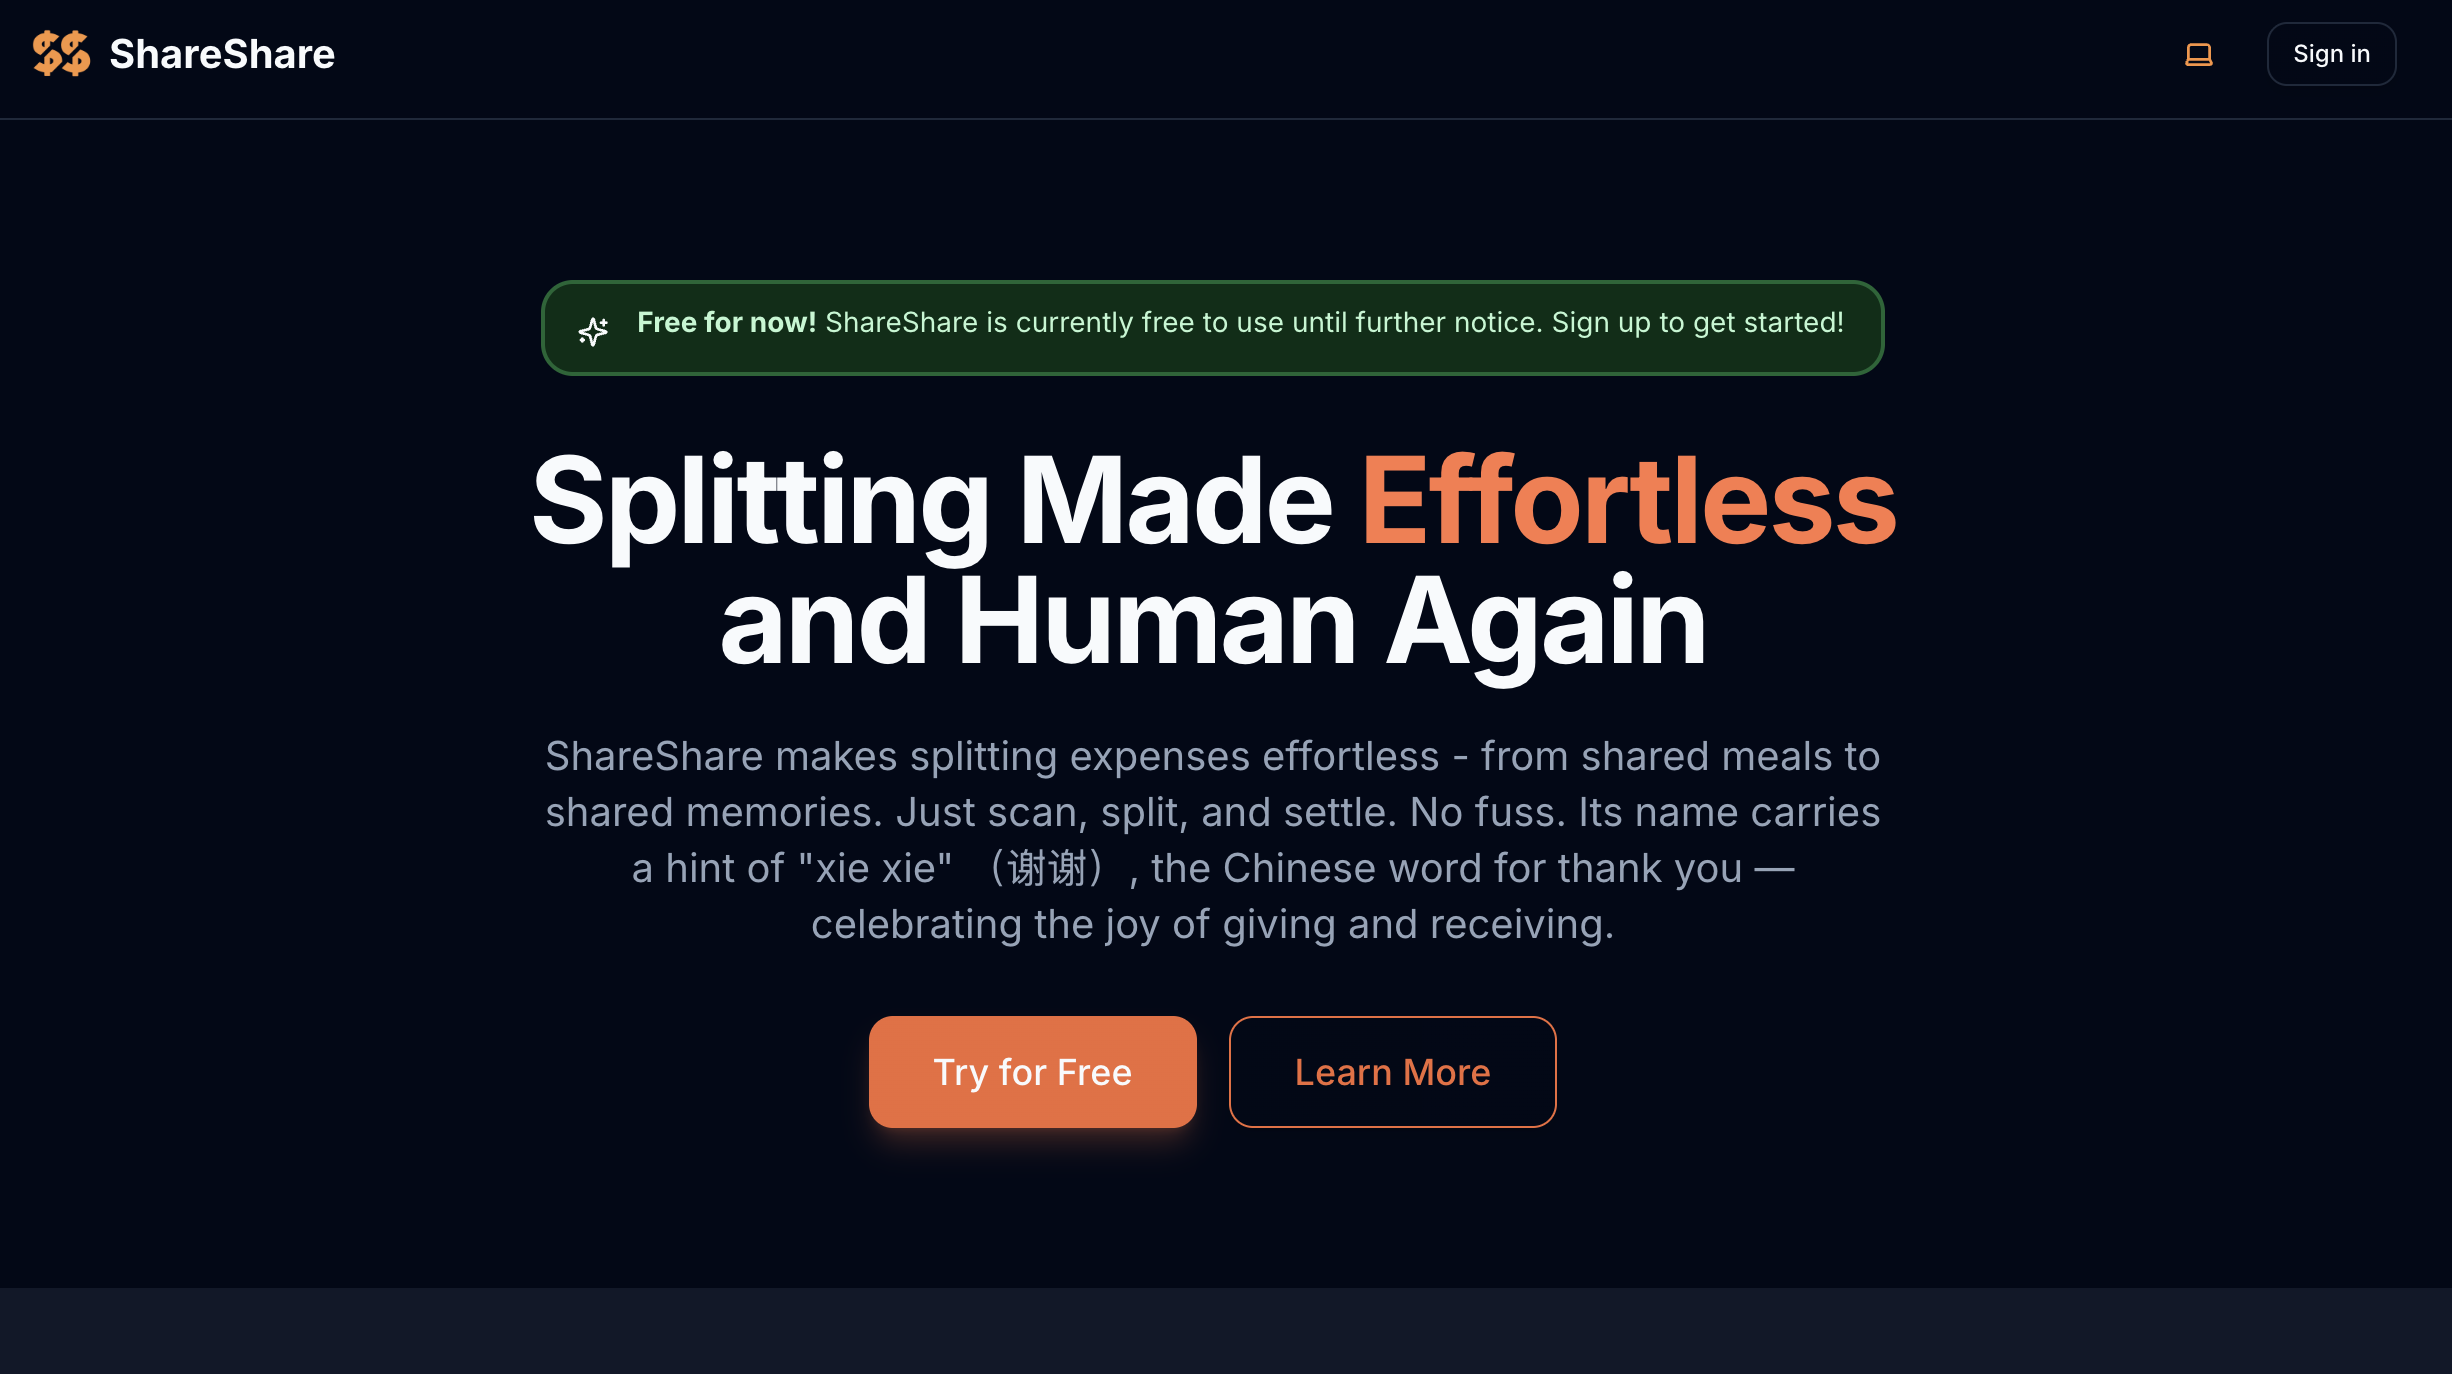 ShareShare
Sign in
Free for now! ShareShare is currently free to use until further notice. Sign up to get started!
Splitting Made Effortless
and Human Again
ShareShare makes splitting expenses effortless - from shared meals to
shared memories. Just scan, split, and settle. No fuss. Its name carries
a hint of "xie xie" （谢谢）, the Chinese word for thank you —
celebrating the joy of giving and receiving.
Try for Free
Learn More